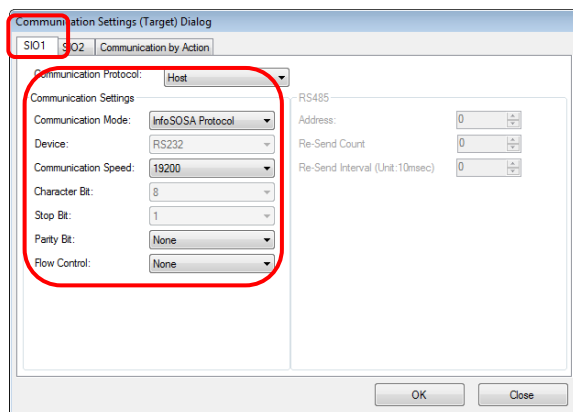 Communication Settings (Target) Dialog
SIO1 SIO2 Communication by Action
Communication Protocol: Host
Communication Settings
Communication Mode: InfoSOSA Protocol
Device: RS232
Communication Speed: 19200
Character Bit: 8
Stop Bit: 1
Parity Bit: None
Flow Control: None
RS485
Address: 0
Re-Send Count 0
Re-Send Interval (Unit:10msec) 0
OK Close